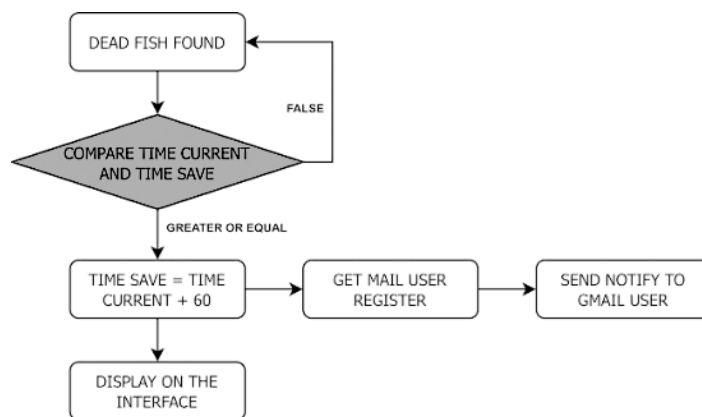 DEAD FISH FOUND
FALSE
COMPARE TIME CURRENT
AND TIME SAVE
GREATER OR EQUAL
TIME SAVE = TIME
CURRENT + 60
GET MAIL USER
REGISTER
SEND NOTIFY TO
GMAIL USER
DISPLAY ON THE
INTERFACE